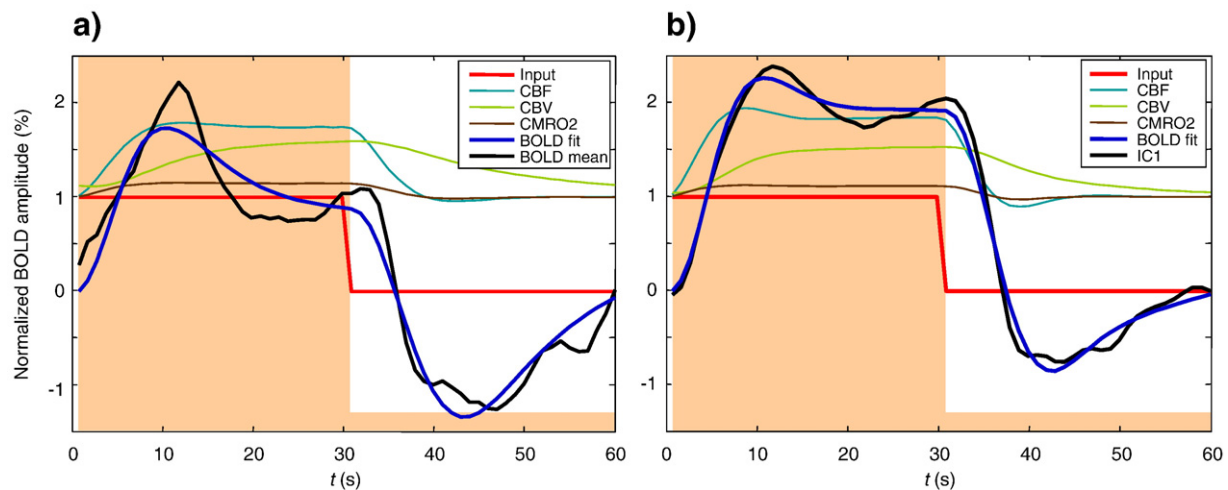 a)
Normalized BOLD amplitude (%)
2
1
0
-1
Input
CBF
CBV
CMRO2
BOLD fit
BOLD mean
0 10 20 30 40 50 60
t (s)
b)
2
1
0
-1
Input
CBF
CBV
CMRO2
BOLD fit
IC1
0 10 20 30 40 50 60
t (s)